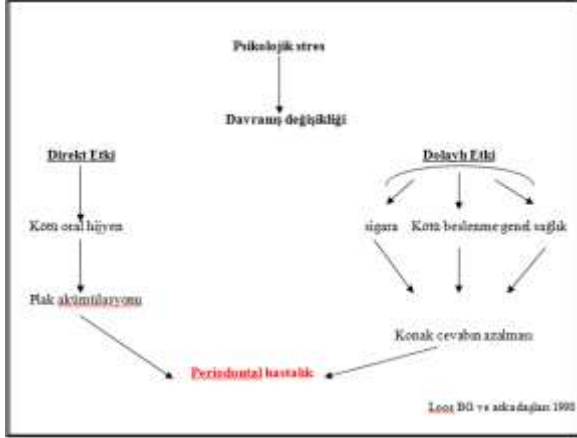 Psikolojik stres
Davranış değişikliği
Direkt Etki
Dolaylı Etki
Kötü oral hijyen
sigara Kötü beslenme genel sağlık
Plak akümülasyonu
Konak cevabın azalması
Periodontal hastalık
Loos BG ve arkadaşları 1998